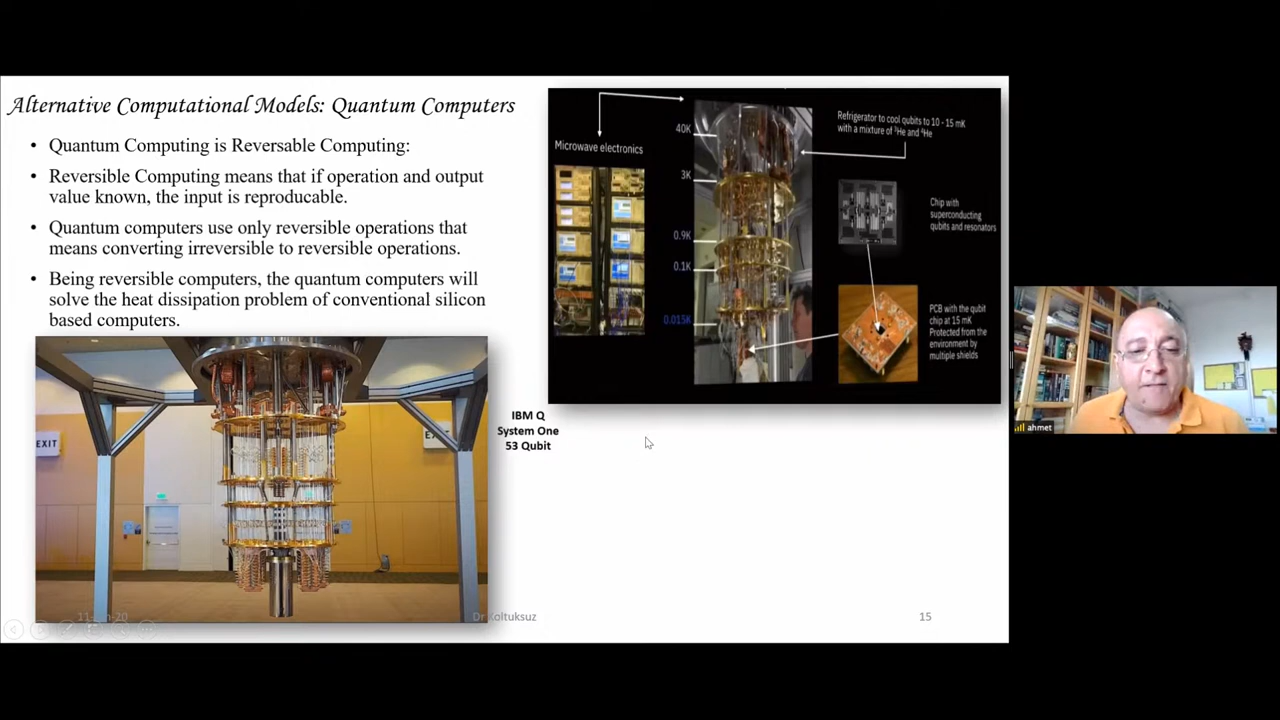 Alternative Computational Models: Quantum Computers
• Quantum Computing is Reversable Computing:
• Reversible Computing means that if operation and output
value known, the input is reproducable.
• Quantum computers use only reversible operations that
means converting irreversible to reversible operations.
• Being reversible computers, the quantum computers will
solve the heat dissipation problem of conventional silicon
based computers.
EXIT
IBM Q
System One
53 Qubit
Microwave electronics
40K
3K
0.9K
0.1K
0.015K
Refrigerator to cool qubits to 10 - 15 mK
with a mixture of ³He and ⁴He
Chip with
superconducting
qubits and resonators
PCB with the qubit
chip at 15 mK
Protected from the
environment by
multiple shields
Dr Koltuksuz
15
ahmet